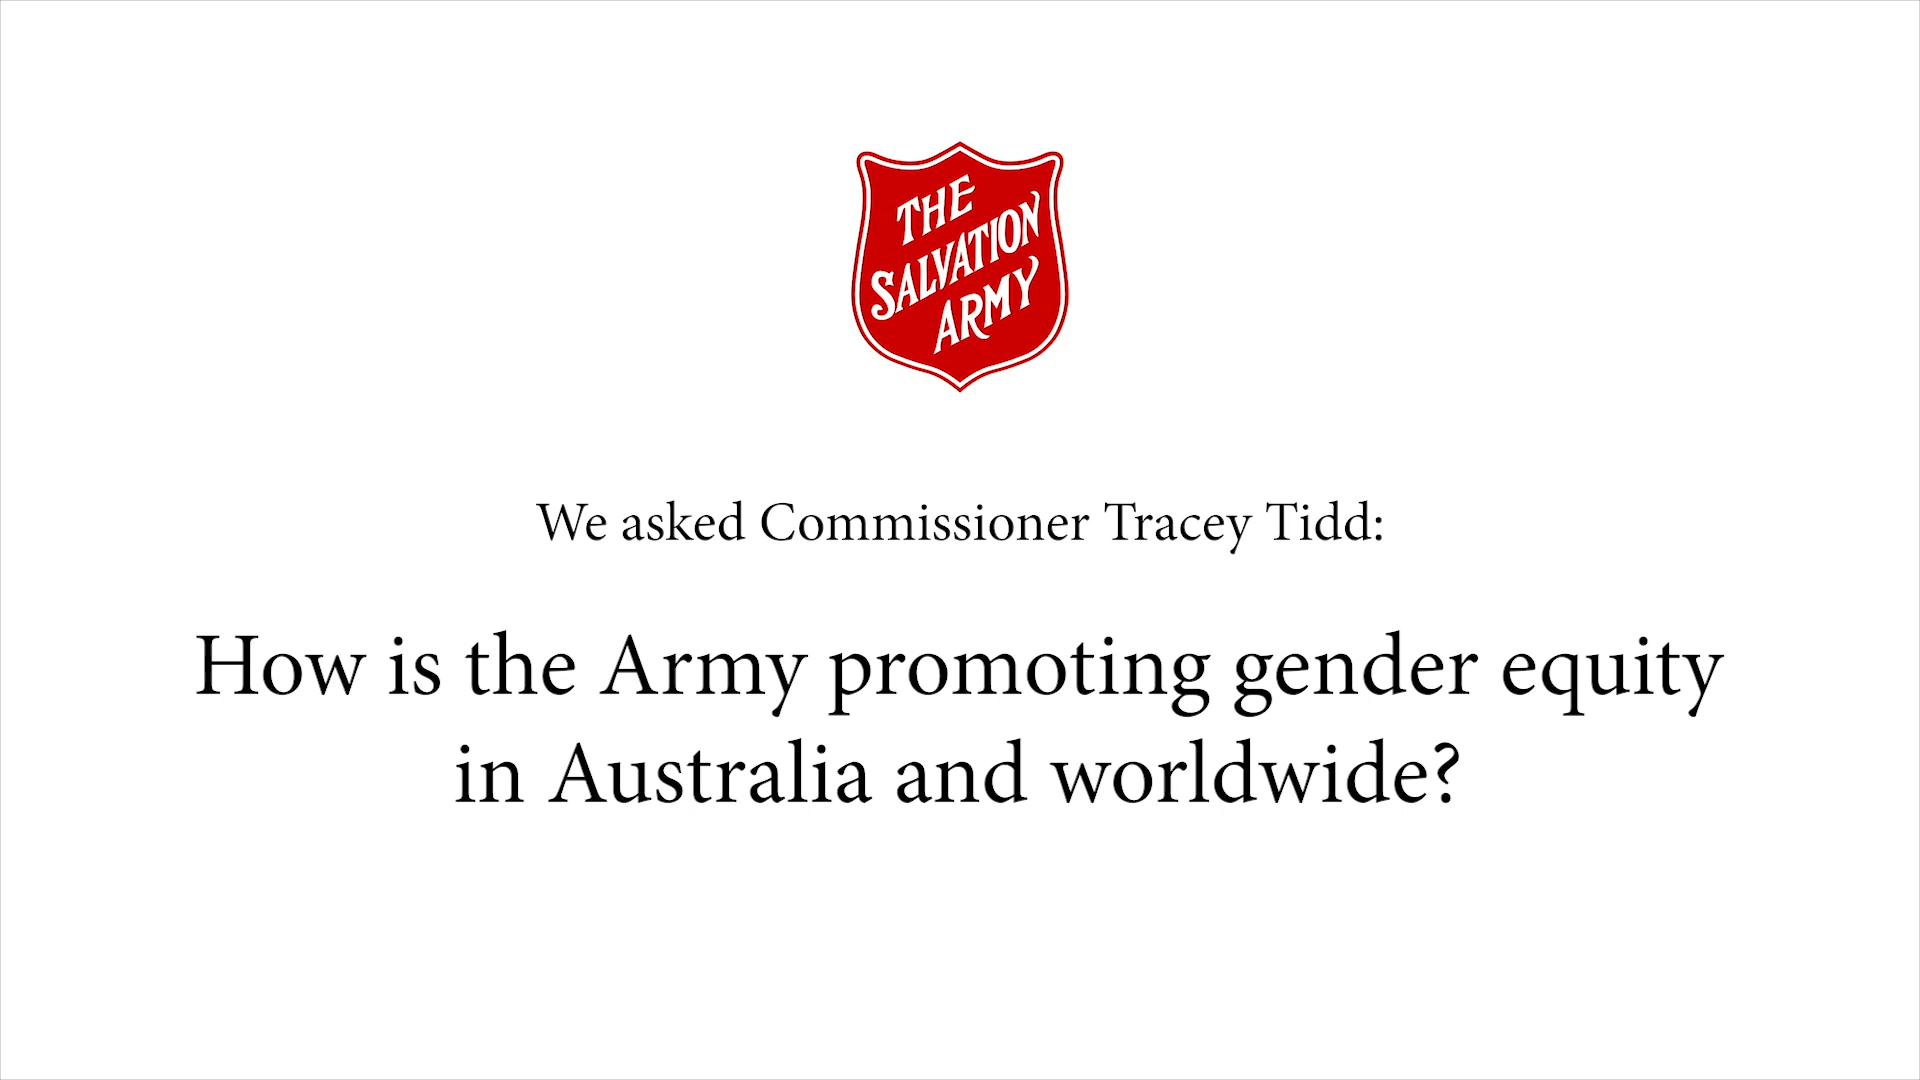 THE
SALVATION
ARMY
We asked Commissioner Tracey Tidd:
How is the Army promoting gender equity
in Australia and worldwide?